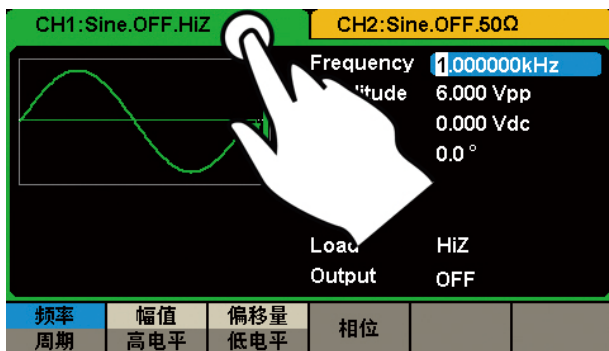 CH1:Sine.OFF.HiZ
CH2:Sine.OFF.50Ω
Frequency 1.000000kHz
6.000 Vpp
0.000 Vdc
0.0 °
Load HiZ
Output OFF
频率 幅值 偏移量 相位
周期 高电平 低电平